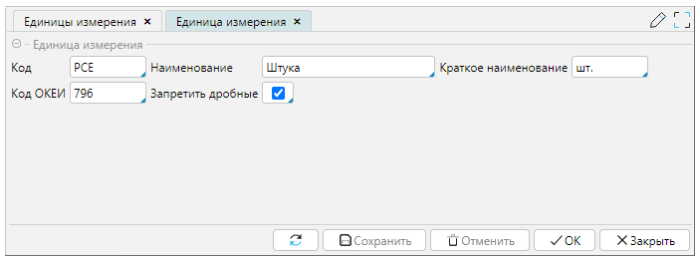 Единицы измерения × Единица измерения ×
Единица измерения
Код PCE Наименование Штука Краткое наименование шт.
Код ОКЕИ 796 Запретить дробные
Сохранить Отменить OK Закрыть